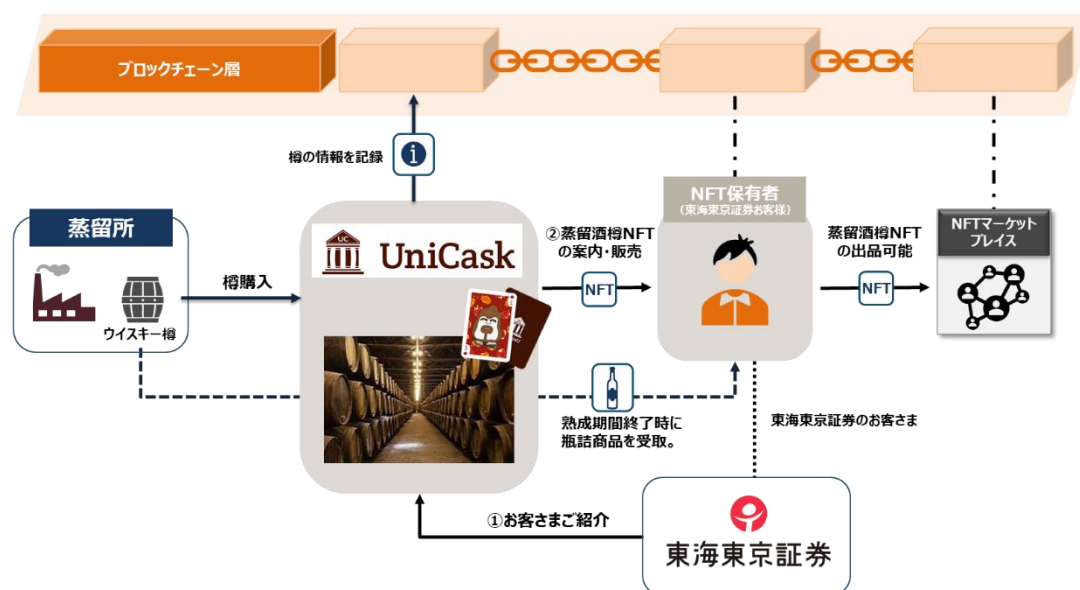 ブロックチェーン層
樽の情報を記録
蒸留所
ウイスキー樽
樽購入
UC
UniCask
②蒸留酒樽NFT
の案内・販売
NFT
NFT保有者
（東海東京証券お客様）
蒸留酒樽NFT
の出品可能
NFT
NFTマーケット
プレイス
熟成期間終了時に
瓶詰商品を受取。
東海東京証券のお客さま
①お客さまご紹介
東海東京証券